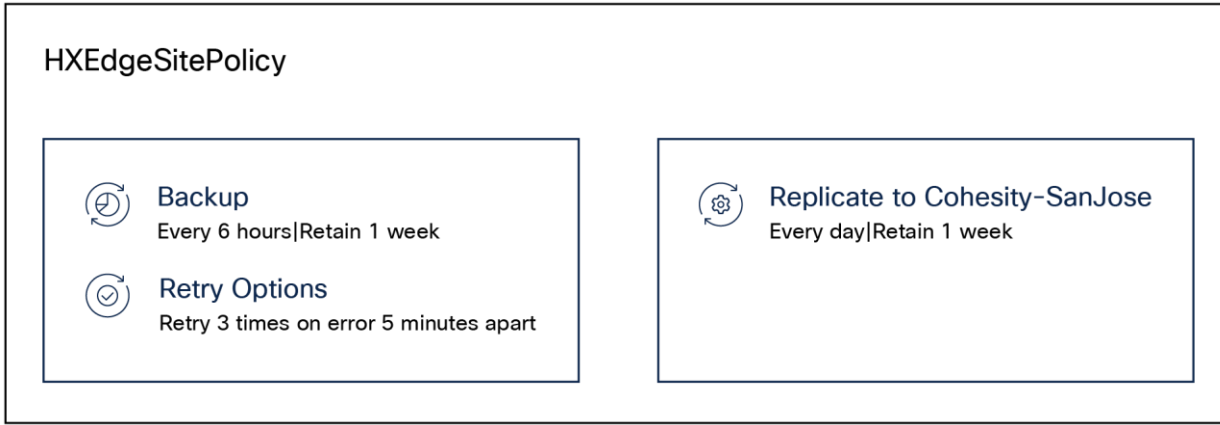 HXEdgeSitePolicy
Backup
Every 6 hours|Retain 1 week
Retry Options
Retry 3 times on error 5 minutes apart
Replicate to Cohesity-SanJose
Every day|Retain 1 week